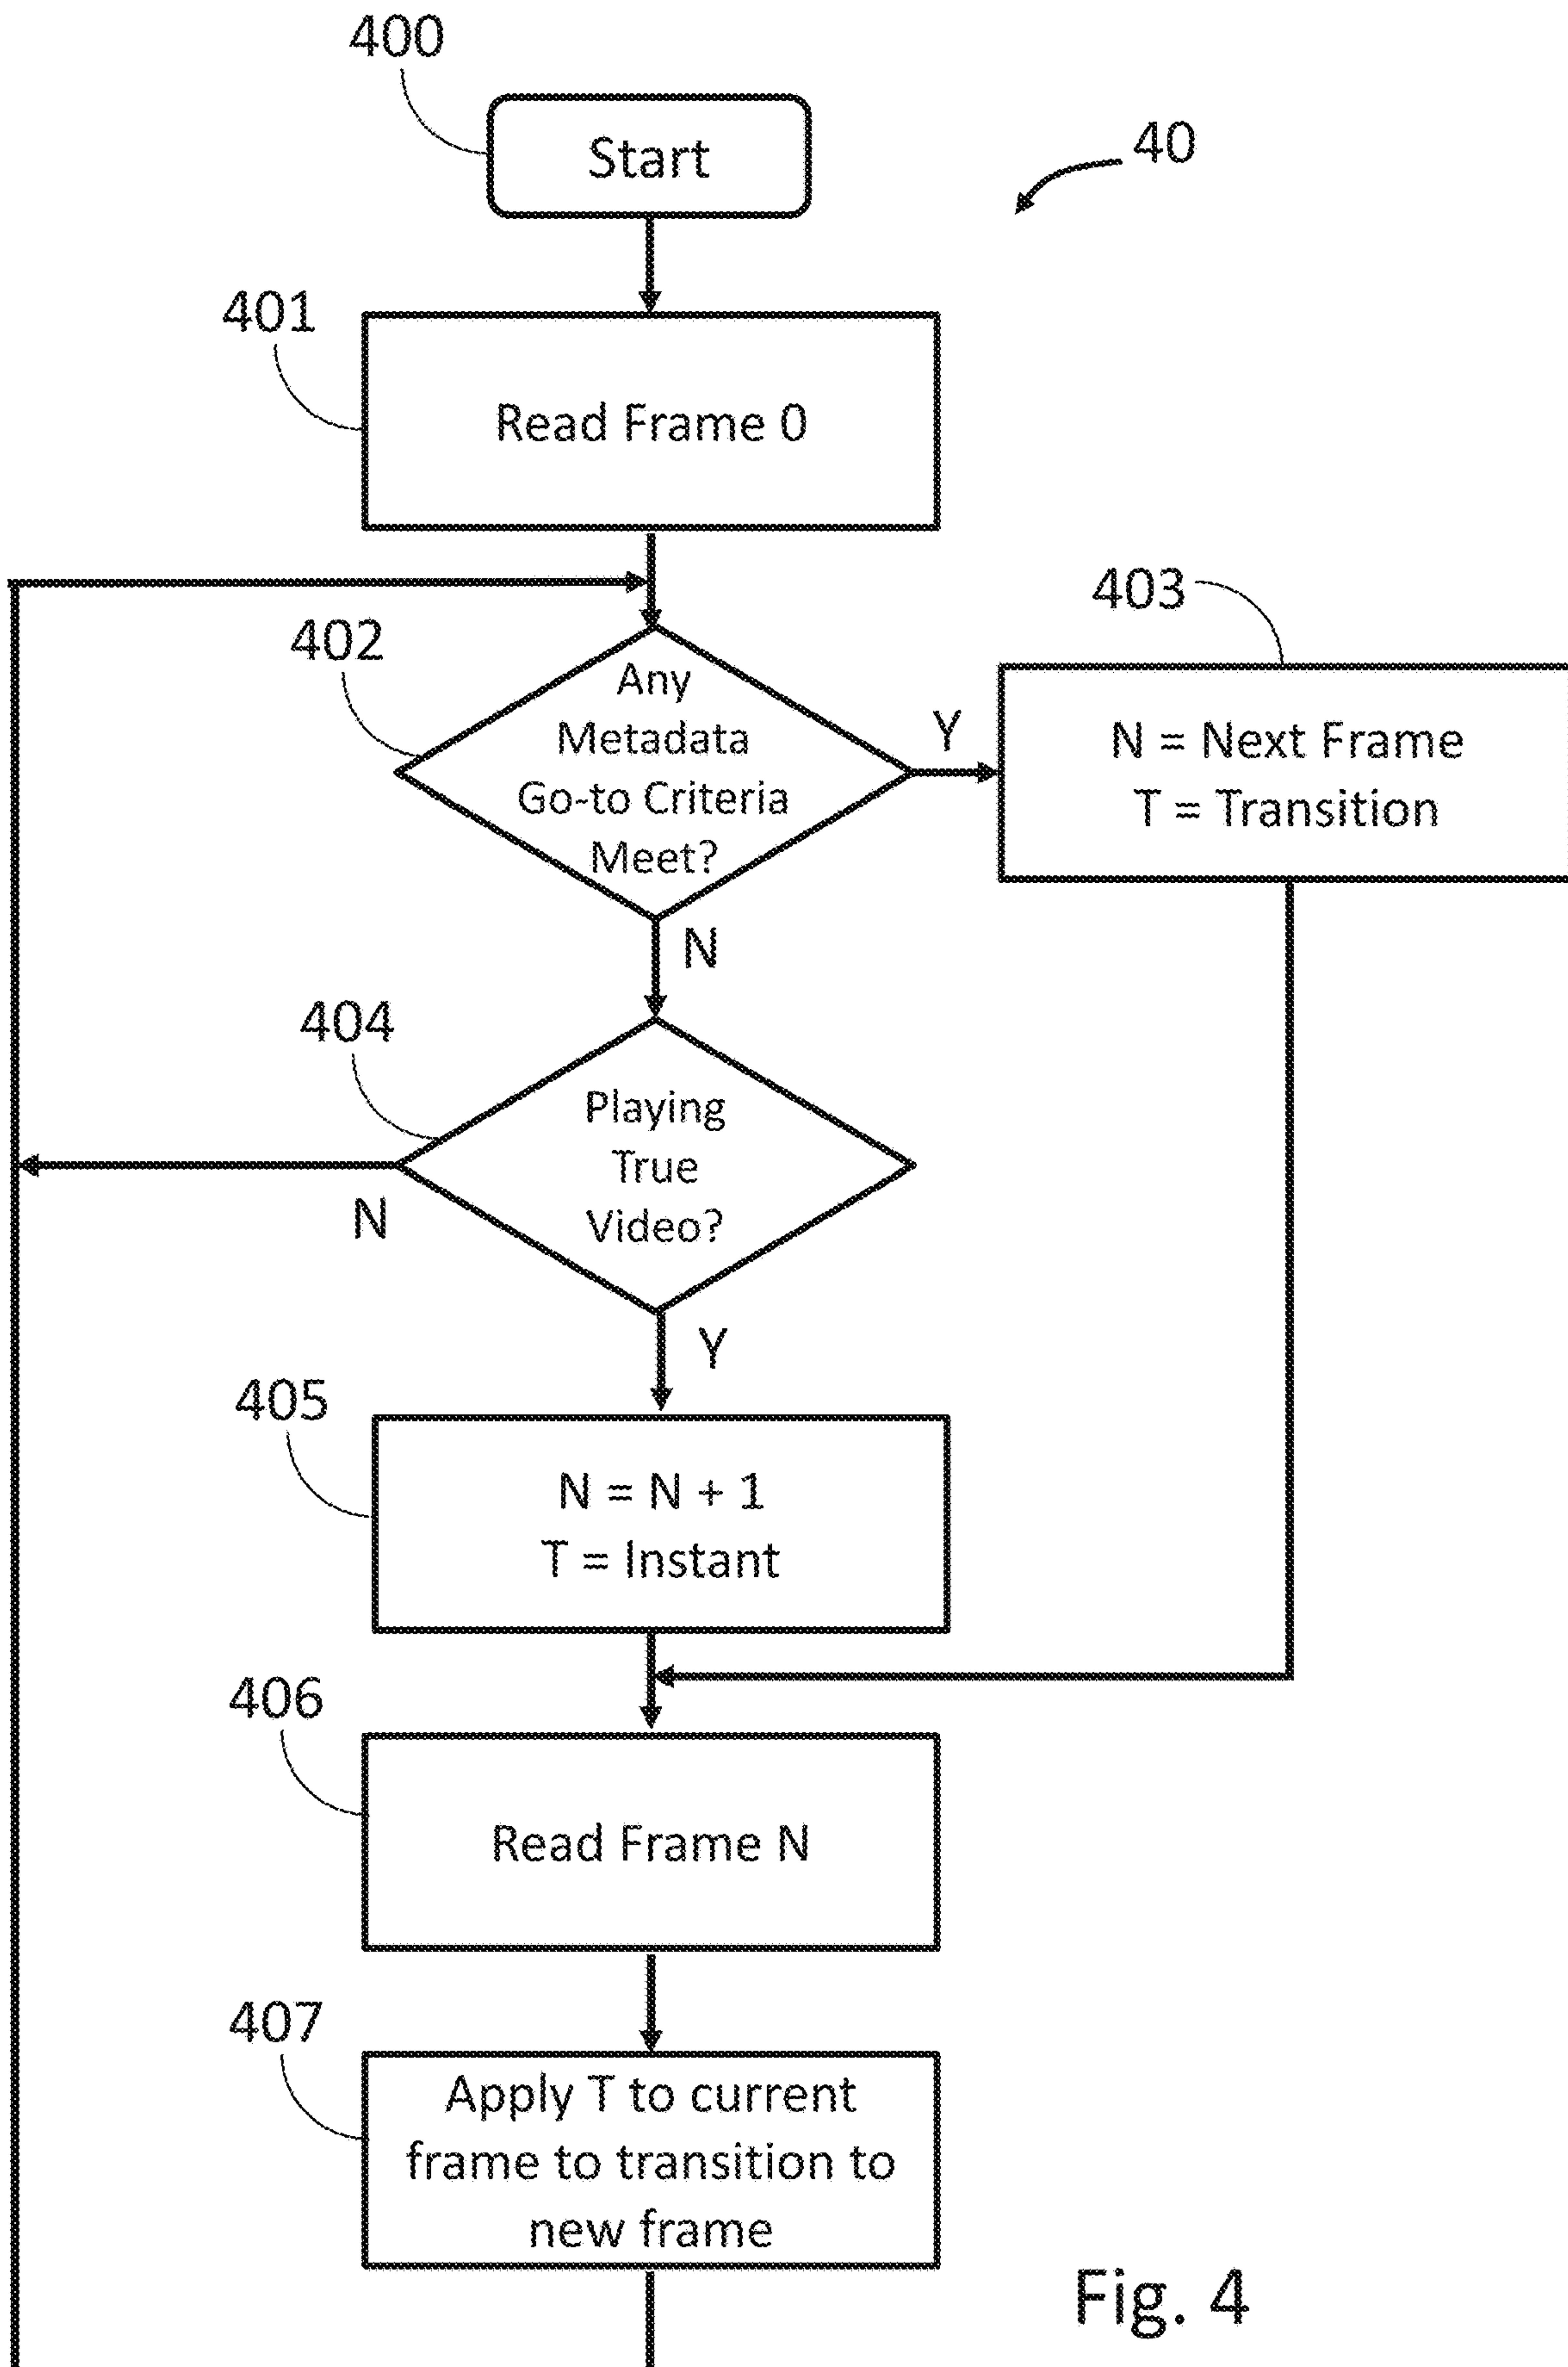 400
Start
40
401
Read Frame 0
403
402
Any
Metadata
Go-to Criteria
Meet?
Y
N = Next Frame
T = Transition
N
404
Playing
True
Video?
N
Y
405
N = N + 1
T = Instant
406
Read Frame N
407
Apply T to current
frame to transition to
new frame
Fig. 4